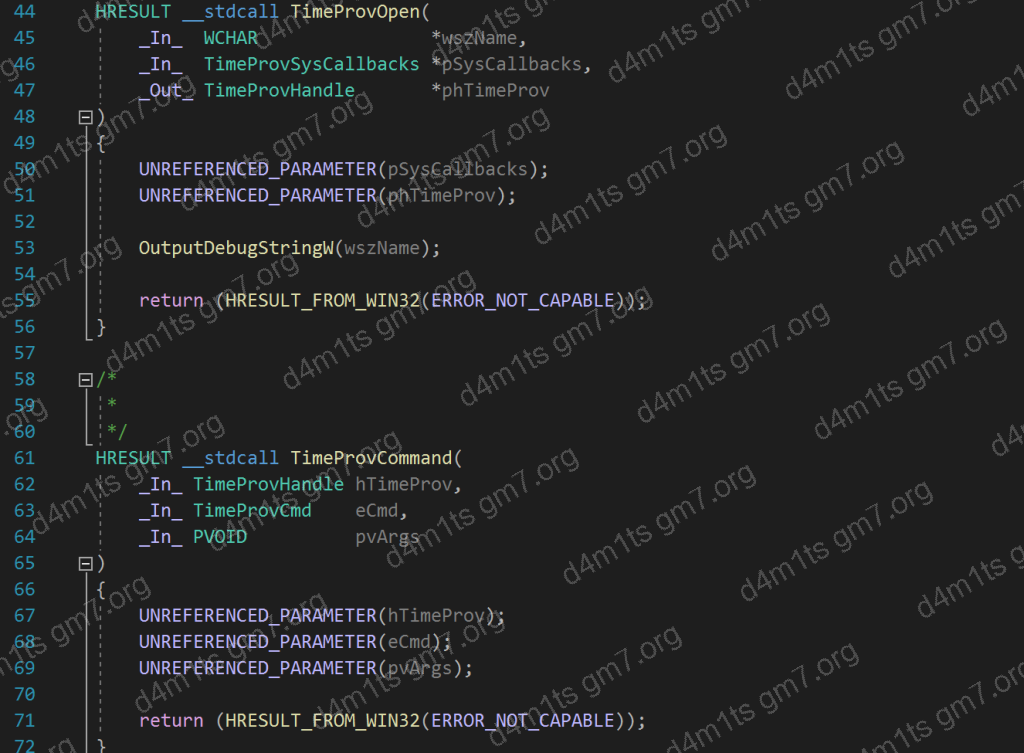 44 HRESULT __stdcall TimeProvOpen(
45 _In_ WCHAR *wszName,
46 _In_ TimeProvSysCallbacks *pSysCallbacks,
47 _Out_ TimeProvHandle *phTimeProv
48 )
49 {
50 UNREFERENCED_PARAMETER(pSysCallbacks);
51 UNREFERENCED_PARAMETER(phTimeProv);
52
53 OutputDebugStringW(wszName);
54
55 return (HRESULT_FROM_WIN32(ERROR_NOT_CAPABLE));
56 }
57
58 /*
59 *
60 */
61 HRESULT __stdcall TimeProvCommand(
62 _In_ TimeProvHandle hTimeProv,
63 _In_ TimeProvCmd eCmd,
64 _In_ PVOID pvArgs
65 )
66 {
67 UNREFERENCED_PARAMETER(hTimeProv);
68 UNREFERENCED_PARAMETER(eCmd);
69 UNREFERENCED_PARAMETER(pvArgs);
70
71 return (HRESULT_FROM_WIN32(ERROR_NOT_CAPABLE));
72 }
d4m1ts gm7.org